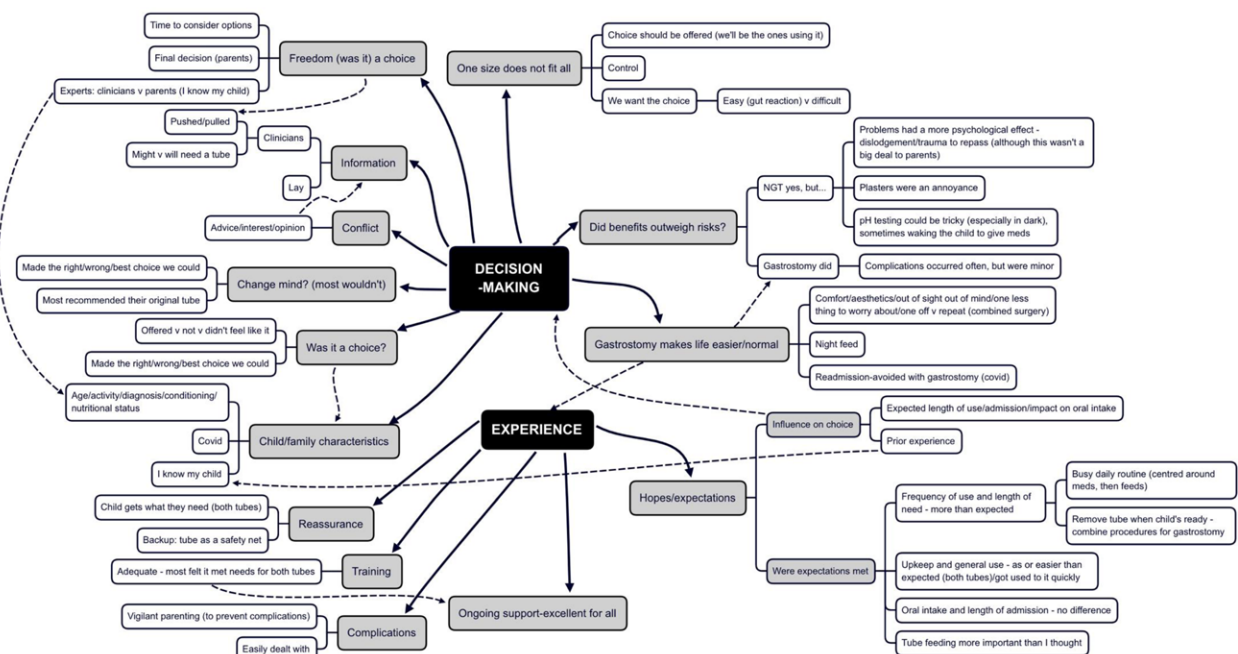 Time to consider options
Final decision (parents)
Experts: clinicians v parents (I know my child)
Freedom (was it) a choice
One size does not fit all
Choice should be offered (we'll be the ones using it)
Control
We want the choice
Easy (gut reaction) v difficult
Pushed/pulled
Might v will need a tube
Clinicians
Lay
Information
Advice/interest/opinion
Conflict
Made the right/wrong/best choice we could
Most recommended their original tube
Change mind? (most wouldn't)
Offered v not v didn't feel like it
Made the right/wrong/best choice we could
Was it a choice?
Age/activity/diagnosis/conditioning/
nutritional status
Covid
I know my child
Child/family characteristics
DECISION
-MAKING
Did benefits outweigh risks?
NGT yes, but...
Problems had a more psychological effect -
dislodgement/trauma to repass (although this wasn't a
big deal to parents)
Plasters were an annoyance
pH testing could be tricky (especially in dark),
sometimes waking the child to give meds
Gastrostomy did
Complications occurred often, but were minor
Gastrostomy makes life easier/normal
Comfort/aesthetics/out of sight out of mind/one less
thing to worry about/one off v repeat (combined surgery)
Night feed
Readmission-avoided with gastrostomy (covid)
EXPERIENCE
Child gets what they need (both tubes)
Backup: tube as a safety net
Reassurance
Adequate - most felt it met needs for both tubes
Training
Vigilant parenting (to prevent complications)
Easily dealt with
Complications
Ongoing support-excellent for all
Hopes/expectations
Influence on choice
Expected length of use/admission/impact on oral intake
Prior experience
Were expectations met
Frequency of use and length of
need - more than expected
Busy daily routine (centred around
meds, then feeds)
Remove tube when child's ready -
combine procedures for gastrostomy
Upkeep and general use - as or easier than
expected (both tubes)/got used to it quickly
Oral intake and length of admission - no difference
Tube feeding more important than I thought